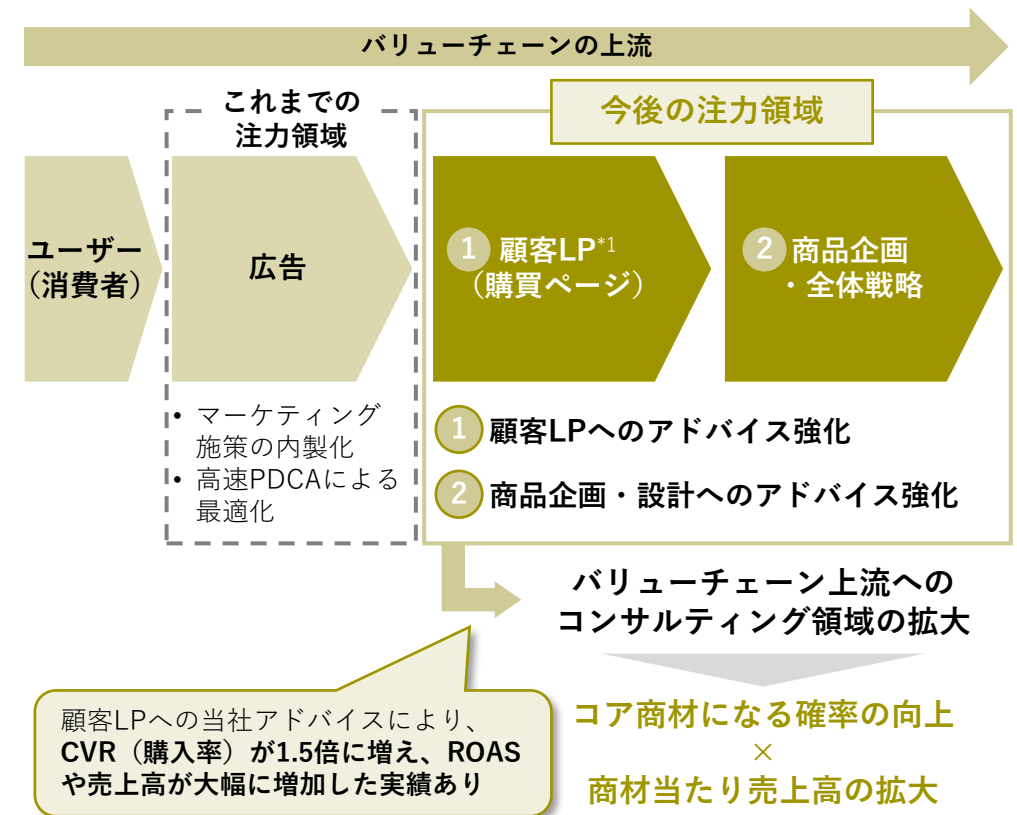 バリューチェーンの上流
これまでの
注力領域
今後の注力領域
ユーザー
（消費者）
広告
1 顧客LP*1
（購買ページ）
2 商品企画
・全体戦略
• マーケティング
施策の内製化
• 高速PDCAによる
最適化
1 顧客LPへのアドバイス強化
2 商品企画・設計へのアドバイス強化
バリューチェーン上流への
コンサルティング領域の拡大
顧客LPへの当社アドバイスにより、
CVR（購入率）が1.5倍に増え、ROAS
や売上高が大幅に増加した実績あり
コア商材になる確率の向上
×
商材当たり売上高の拡大